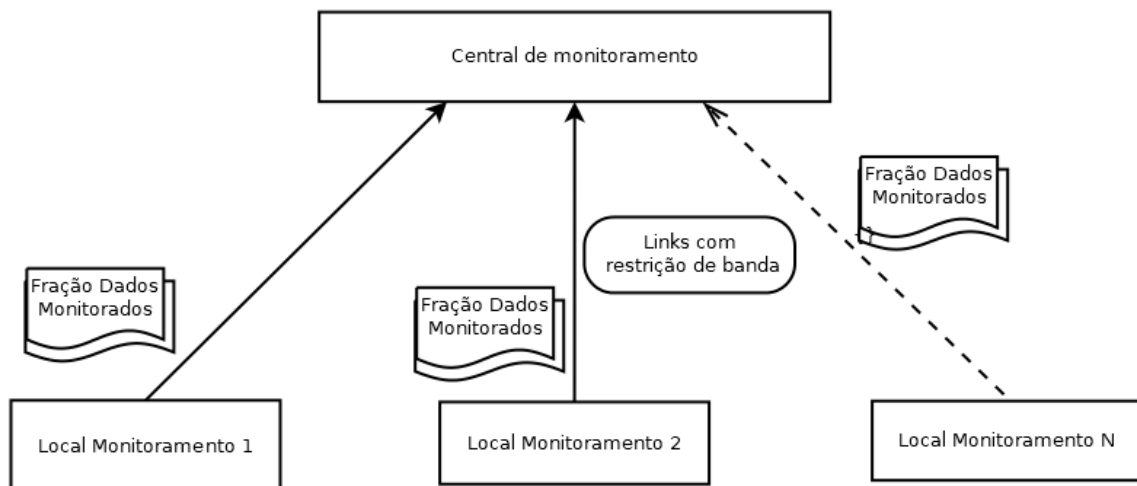 Central de monitoramento
Fração Dados
Monitorados
Links com
restrição de banda
Fração Dados
Monitorados
Fração Dados
Monitorados
Local Monitoramento 1
Local Monitoramento 2
Local Monitoramento N